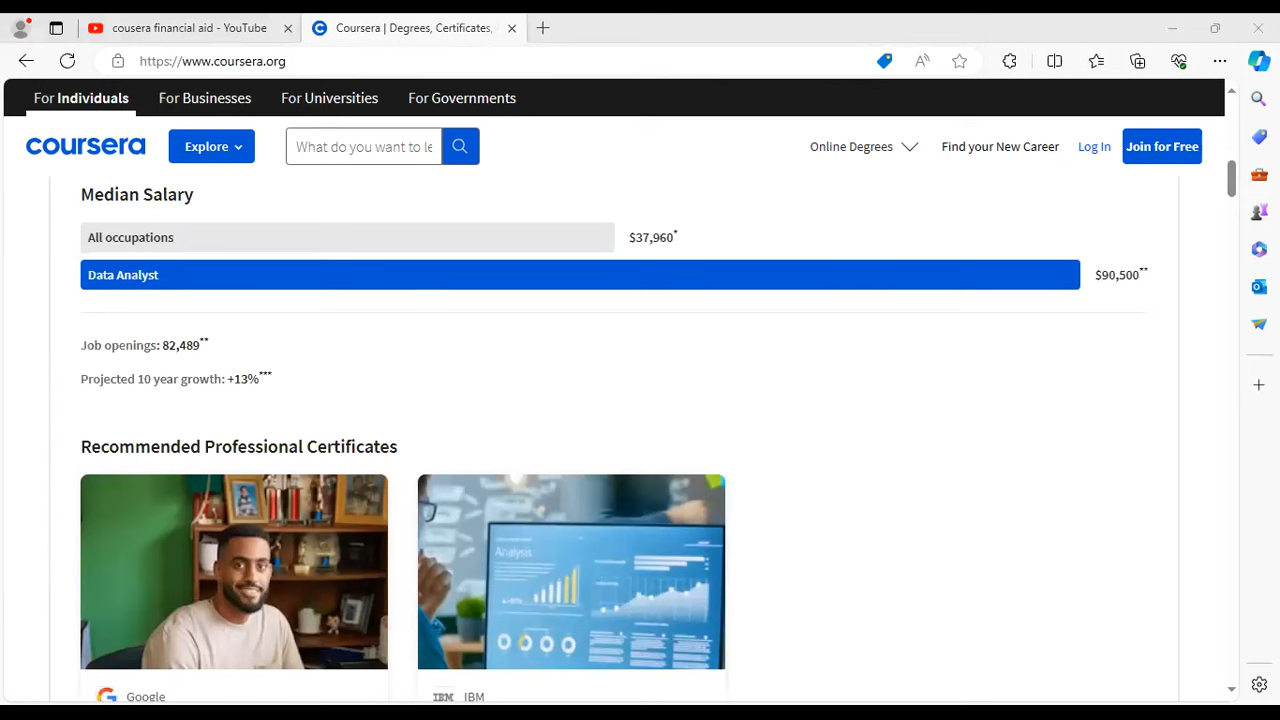 cousera financial aid - YouTube
Coursera | Degrees, Certificates,
https://www.coursera.org
For Individuals
For Businesses
For Universities
For Governments
coursera
Explore
What do you want to le
Online Degrees
Find your New Career
Log In
Join for Free
Median Salary
All occupations
$37,960*
Data Analyst
$90,500**
Job openings: 82,489**
Projected 10 year growth: +13%***
Recommended Professional Certificates
Analysis
Google
IBM
IBM